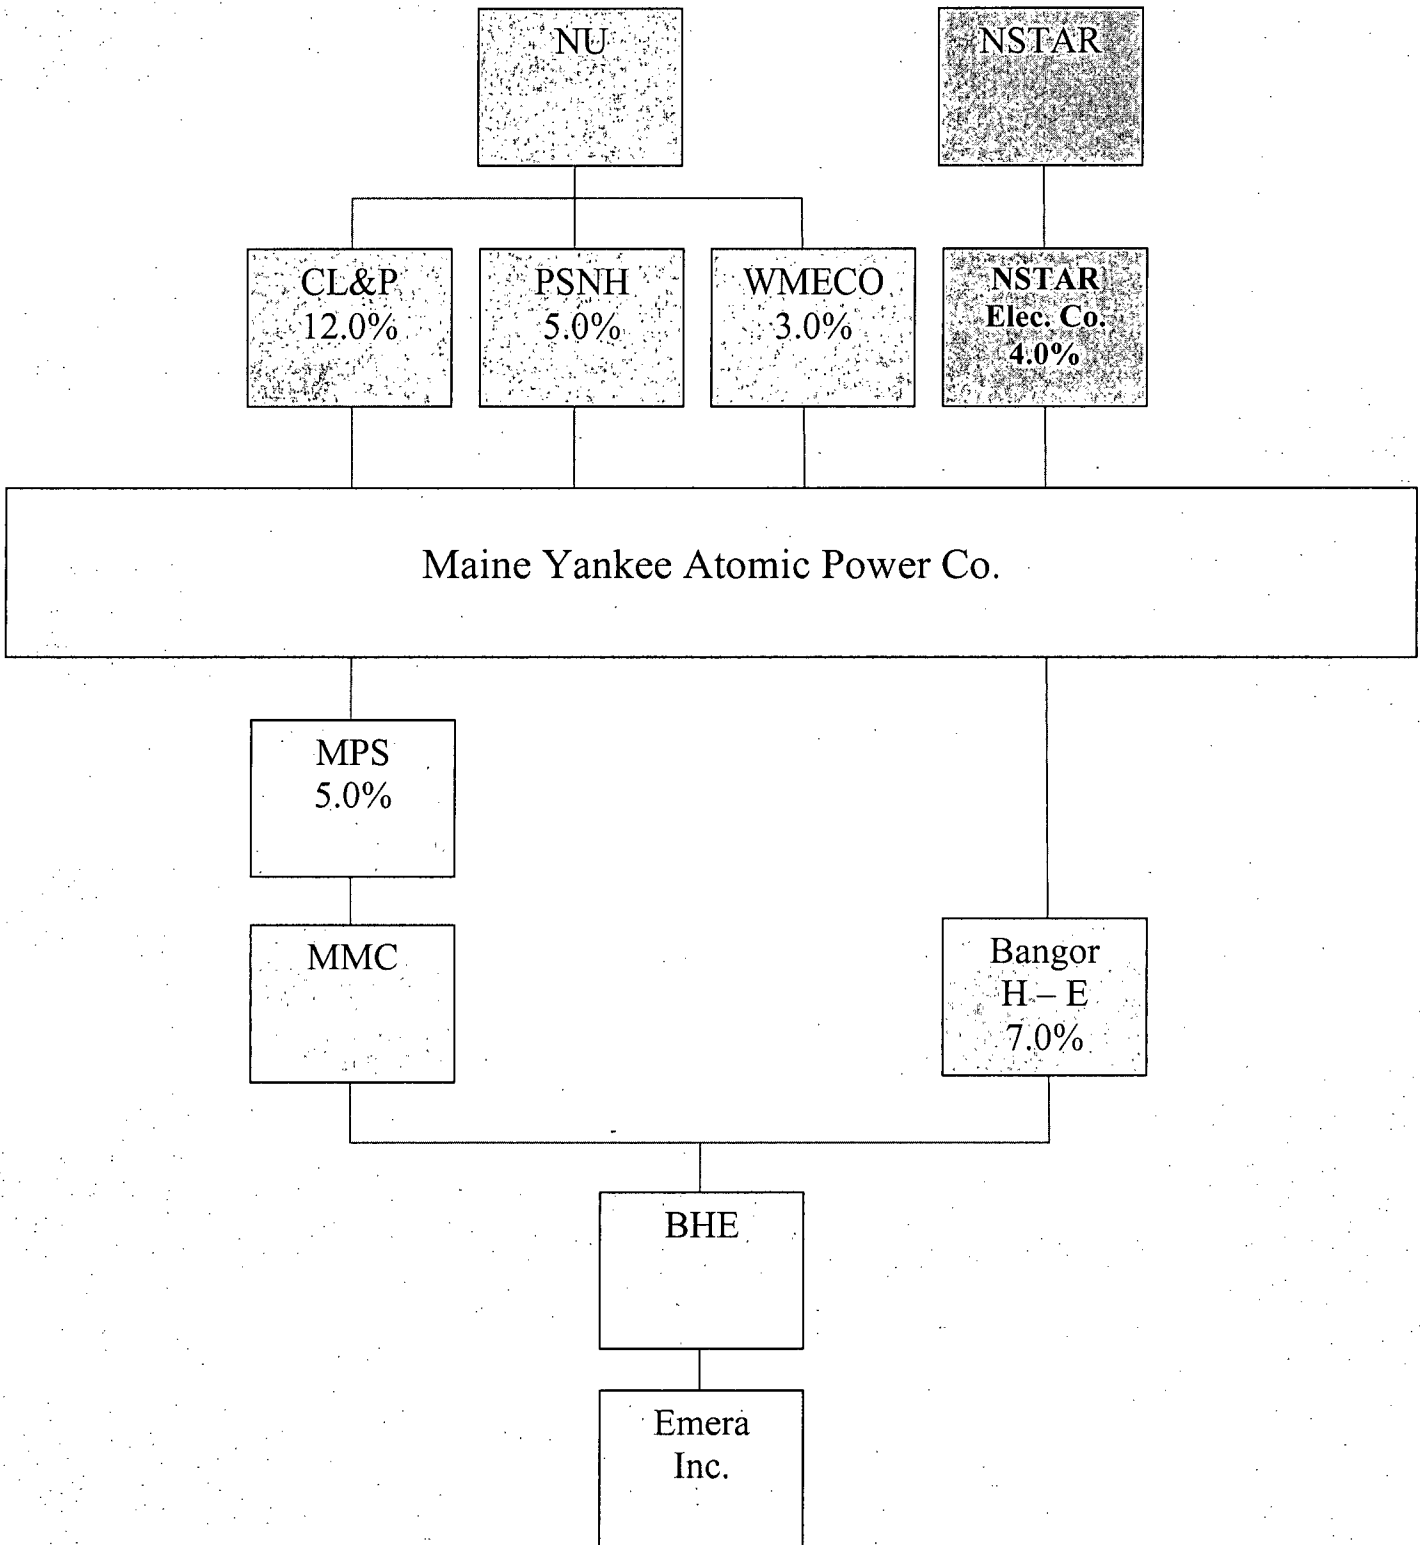 NU
NSTAR
CL&P
12.0%
PSNH
5.0%
WMECO
3.0%
NSTAR
Elec. Co.
4.0%
Maine Yankee Atomic Power Co.
MPS
5.0%
MMC
Bangor
H – E
7.0%
BHE
Emera
Inc.